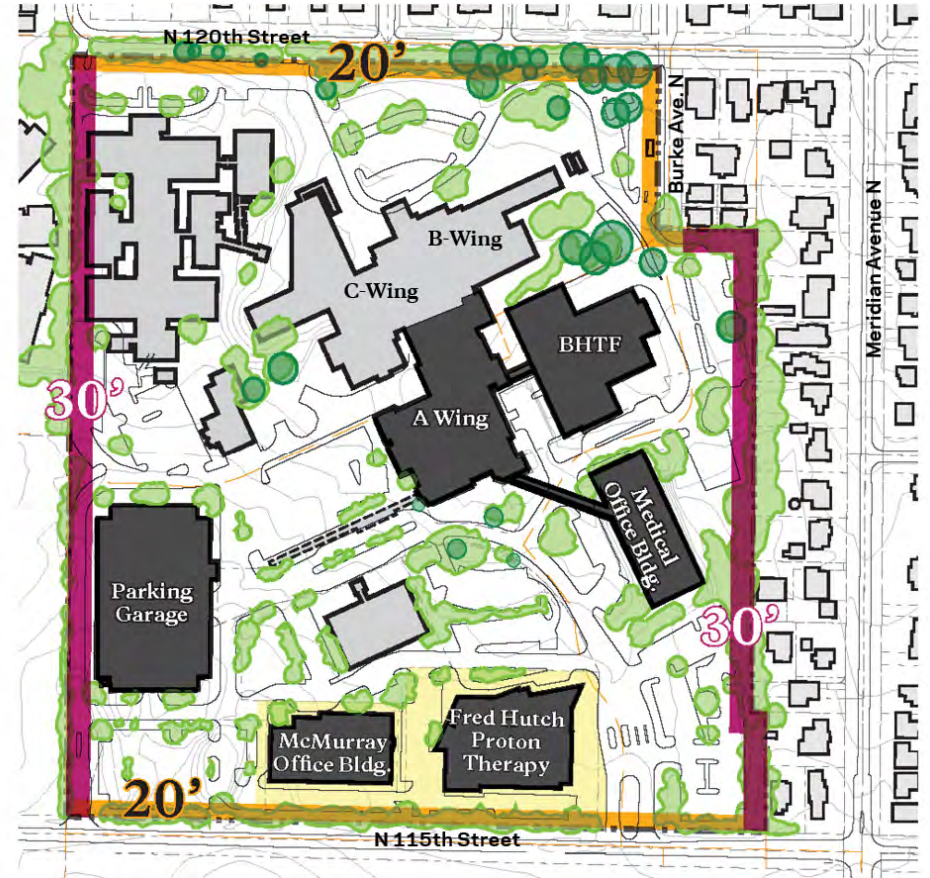 N 120th Street
20'
Burke Ave. N
B-Wing
C-Wing
Meridian Avenue N
BHTF
30'
A Wing
Medical
Office Bldg.
Parking
Garage
30'
Fred Hutch
Proton
Therapy
McMurray
Office Bldg.
20'
N 115th Street